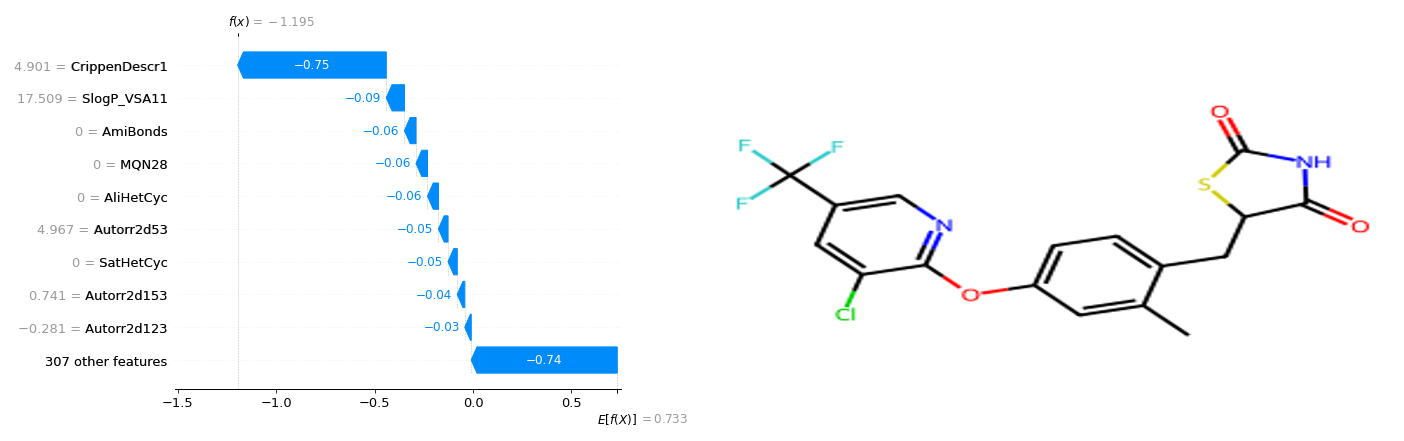 f(x) = −1.195
4.901 = CrippenDescr1
−0.75
17.509 = SlogP_VSA11
−0.09
0 = AmiBonds
−0.06
0 = MQN28
−0.06
0 = AliHetCyc
−0.06
4.967 = Autorr2d53
−0.05
0 = SatHetCyc
−0.05
0.741 = Autorr2d153
−0.04
−0.281 = Autorr2d123
−0.03
307 other features
−0.74
−1.5 −1.0 −0.5 0.0 0.5
E[f(X)] = 0.733
O
F F
NH
S
F
N
O
O
Cl